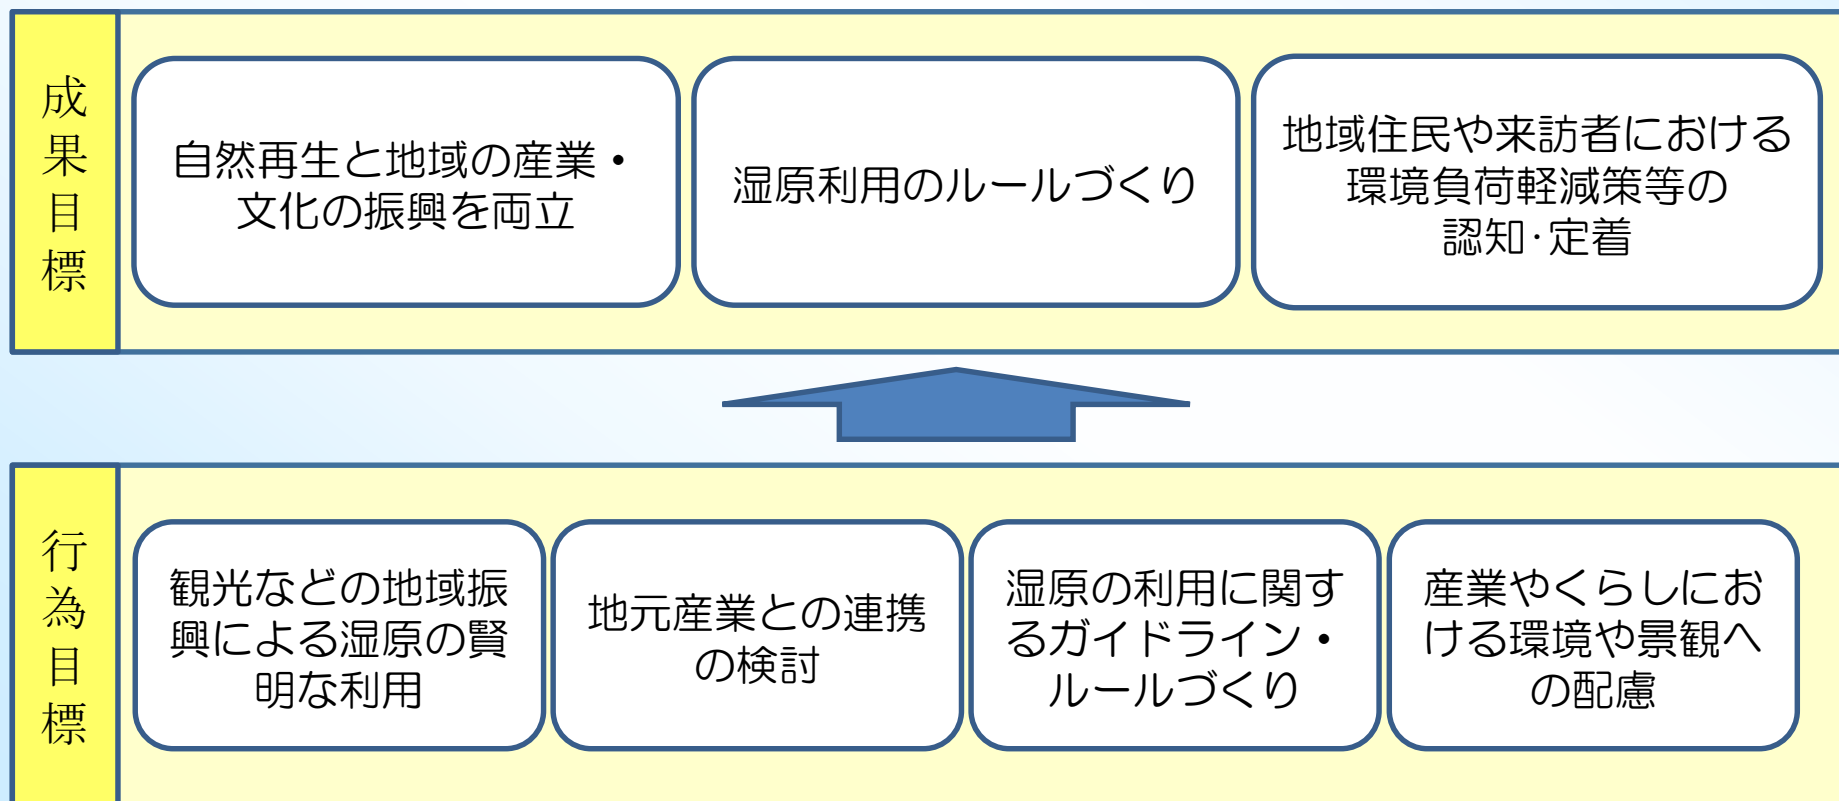 成果目標
自然再生と地域の産業・
文化の振興を両立
湿原利用のルールづくり
地域住民や来訪者における
環境負荷軽減策等の
認知・定着
行為目標
観光などの地域振
興による湿原の賢
明な利用
地元産業との連携
の検討
湿原の利用に関す
るガイドライン・
ルールづくり
産業やくらしにお
ける環境や景観へ
の配慮